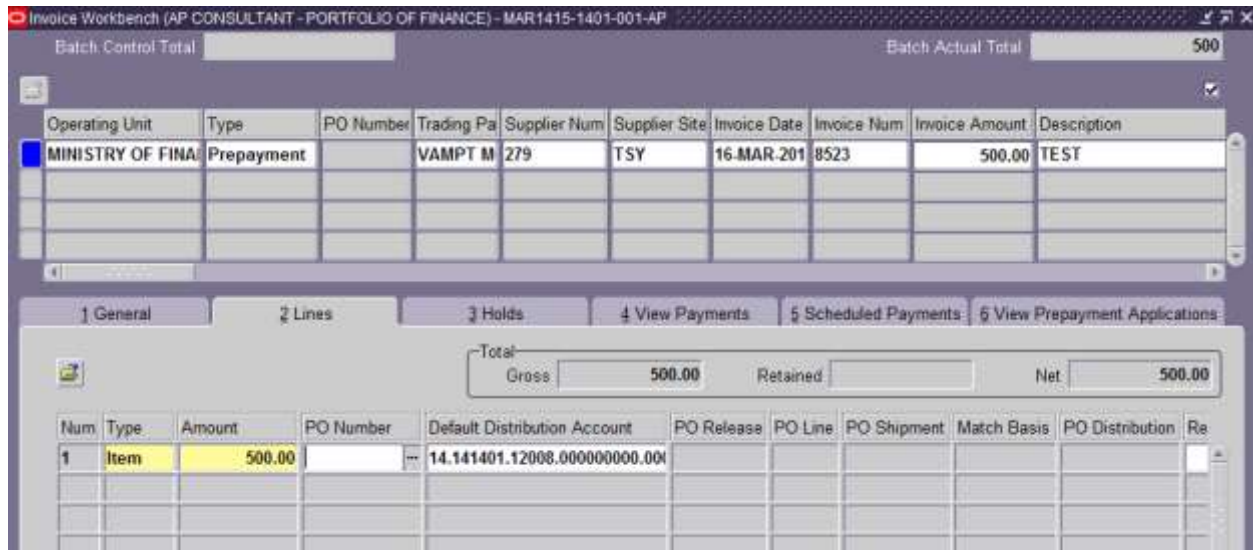 Invoice Workbench (AP CONSULTANT - PORTFOLIO OF FINANCE) - MAR1415-1401-001-AP
Batch Control Total
Batch Actual Total 500
Operating Unit Type PO Number Trading Pa Supplier Num Supplier Site Invoice Date Invoice Num Invoice Amount Description
MINISTRY OF FINA Prepayment VAMPT M 279 TSY 16-MAR-201 8523 500.00 TEST
1 General 2 Lines 3 Holds 4 View Payments 5 Scheduled Payments 6 View Prepayment Applications
Total
Gross 500.00 Retained Net 500.00
Num Type Amount PO Number Default Distribution Account PO Release PO Line PO Shipment Match Basis PO Distribution Re
1 Item 500.00 ... 14.141401.12008.000000000.00(